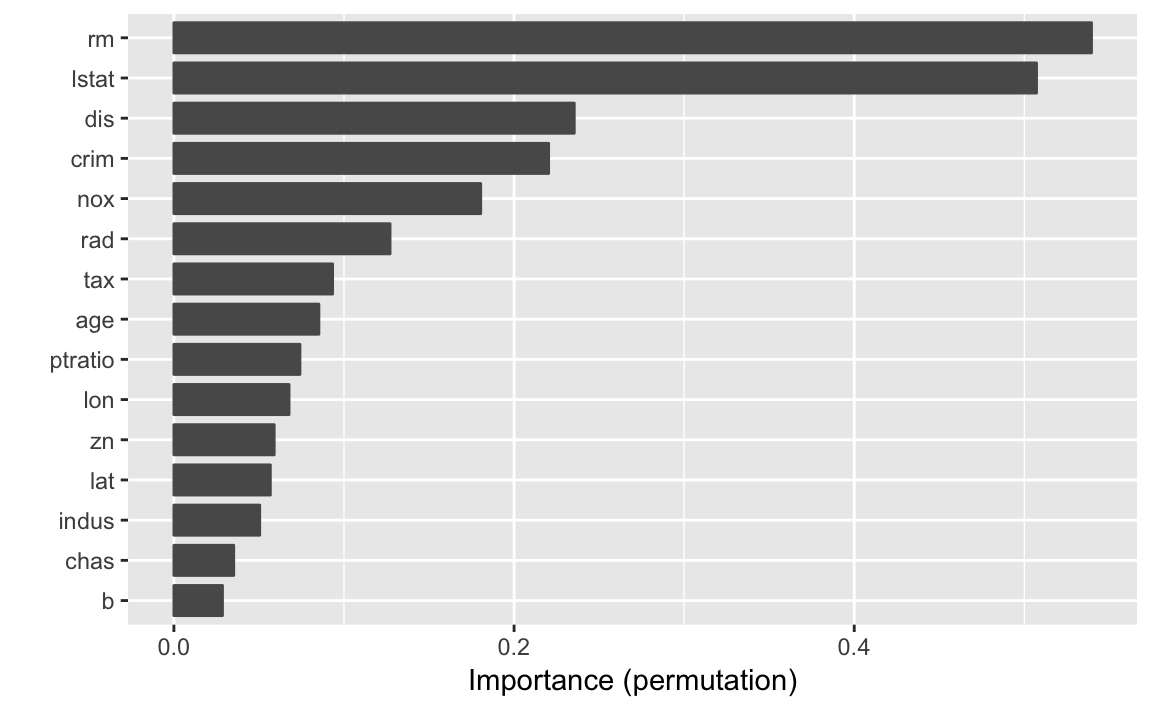 rm
lstat
dis
crim
nox
rad
tax
age
ptratio
lon
zn
lat
indus
chas
b
0.0 0.2 0.4
Importance (permutation)